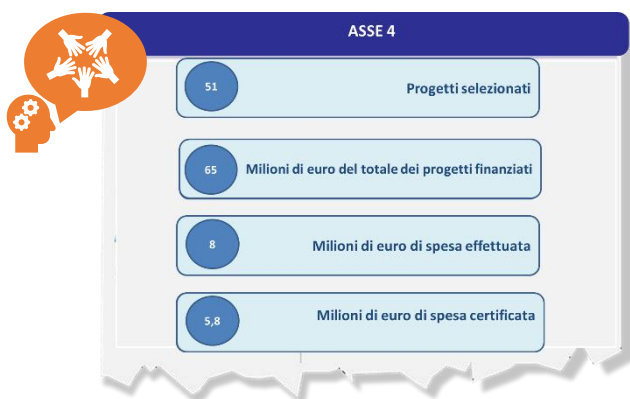 ASSE 4
51 Progetti selezionati
65 Milioni di euro del totale dei progetti finanziati
8 Milioni di euro di spesa effettuata
5,8 Milioni di euro di spesa certificata